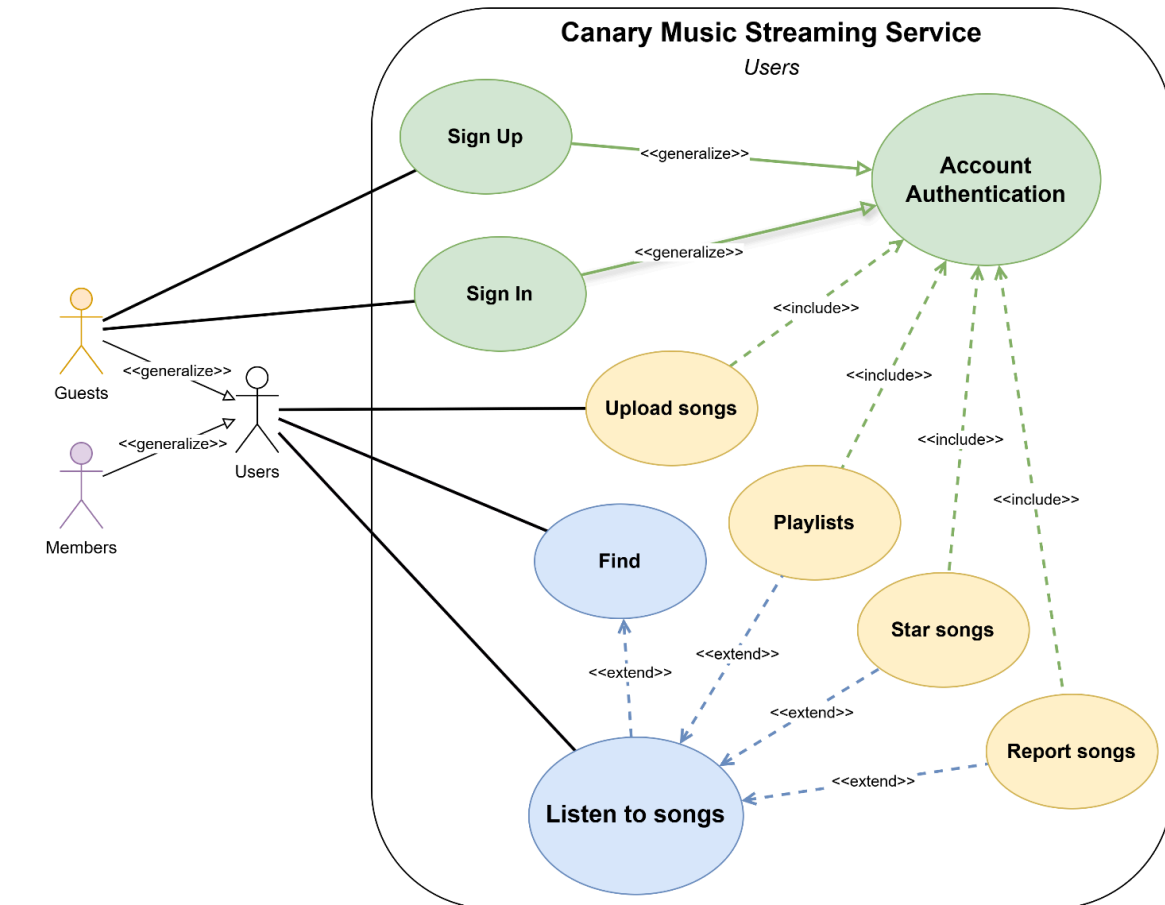 Canary Music Streaming Service
Users
Sign Up
<<generalize>>
Account
Authentication
Sign In
<<generalize>>
<<include>>
Guests
<<generalize>>
<<generalize>>
Users
Members
Upload songs
<<include>>
<<include>>
<<include>>
Playlists
Find
Star songs
<<extend>>
<<extend>>
<<extend>>
Report songs
<<extend>>
Listen to songs